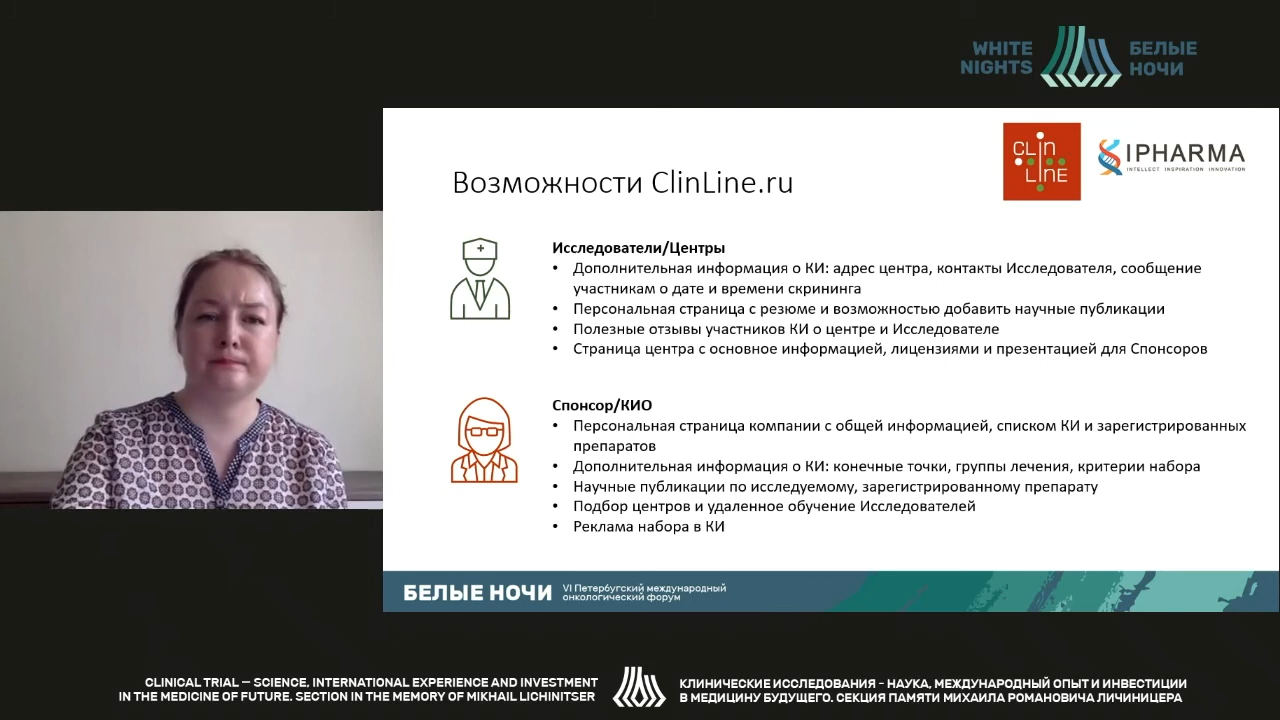 WHITE
NIGHTS
БЕЛЫЕ
НОЧИ
CLIN
LINE
IPHARMA
INTELLECT INSPIRATION INNOVATION
Возможности ClinLine.ru
Исследователи/Центры
• Дополнительная информация о КИ: адрес центра, контакты Исследователя, сообщение
участникам о дате и времени скрининга
• Персональная страница с резюме и возможностью добавить научные публикации
• Полезные отзывы участников КИ о центре и Исследователе
• Страница центра с основное информацией, лицензиями и презентацией для Спонсоров
Спонсор/КИО
• Персональная страница компании с общей информацией, списком КИ и зарегистрированных
препаратов
• Дополнительная информация о КИ: конечные точки, группы лечения, критерии набора
• Научные публикации по исследуемому, зарегистрированному препарату
• Подбор центров и удаленное обучение Исследователей
• Реклама набора в КИ
БЕЛЫЕ НОЧИ
VI Петербугский международный
онкологический форум
CLINICAL TRIAL – SCIENCE, INTERNATIONAL EXPERIENCE AND INVESTMENT
IN THE MEDICINE OF FUTURE. SECTION IN THE MEMORY OF MIKHAIL LICHINITSER
КЛИНИЧЕСКИЕ ИССЛЕДОВАНИЯ - НАУКА, МЕЖДУНАРОДНЫЙ ОПЫТ И ИНВЕСТИЦИИ
В МЕДИЦИНУ БУДУЩЕГО. СЕКЦИЯ ПАМЯТИ МИХАИЛА РОМАНОВИЧА ЛИЧИНИЦЕРА